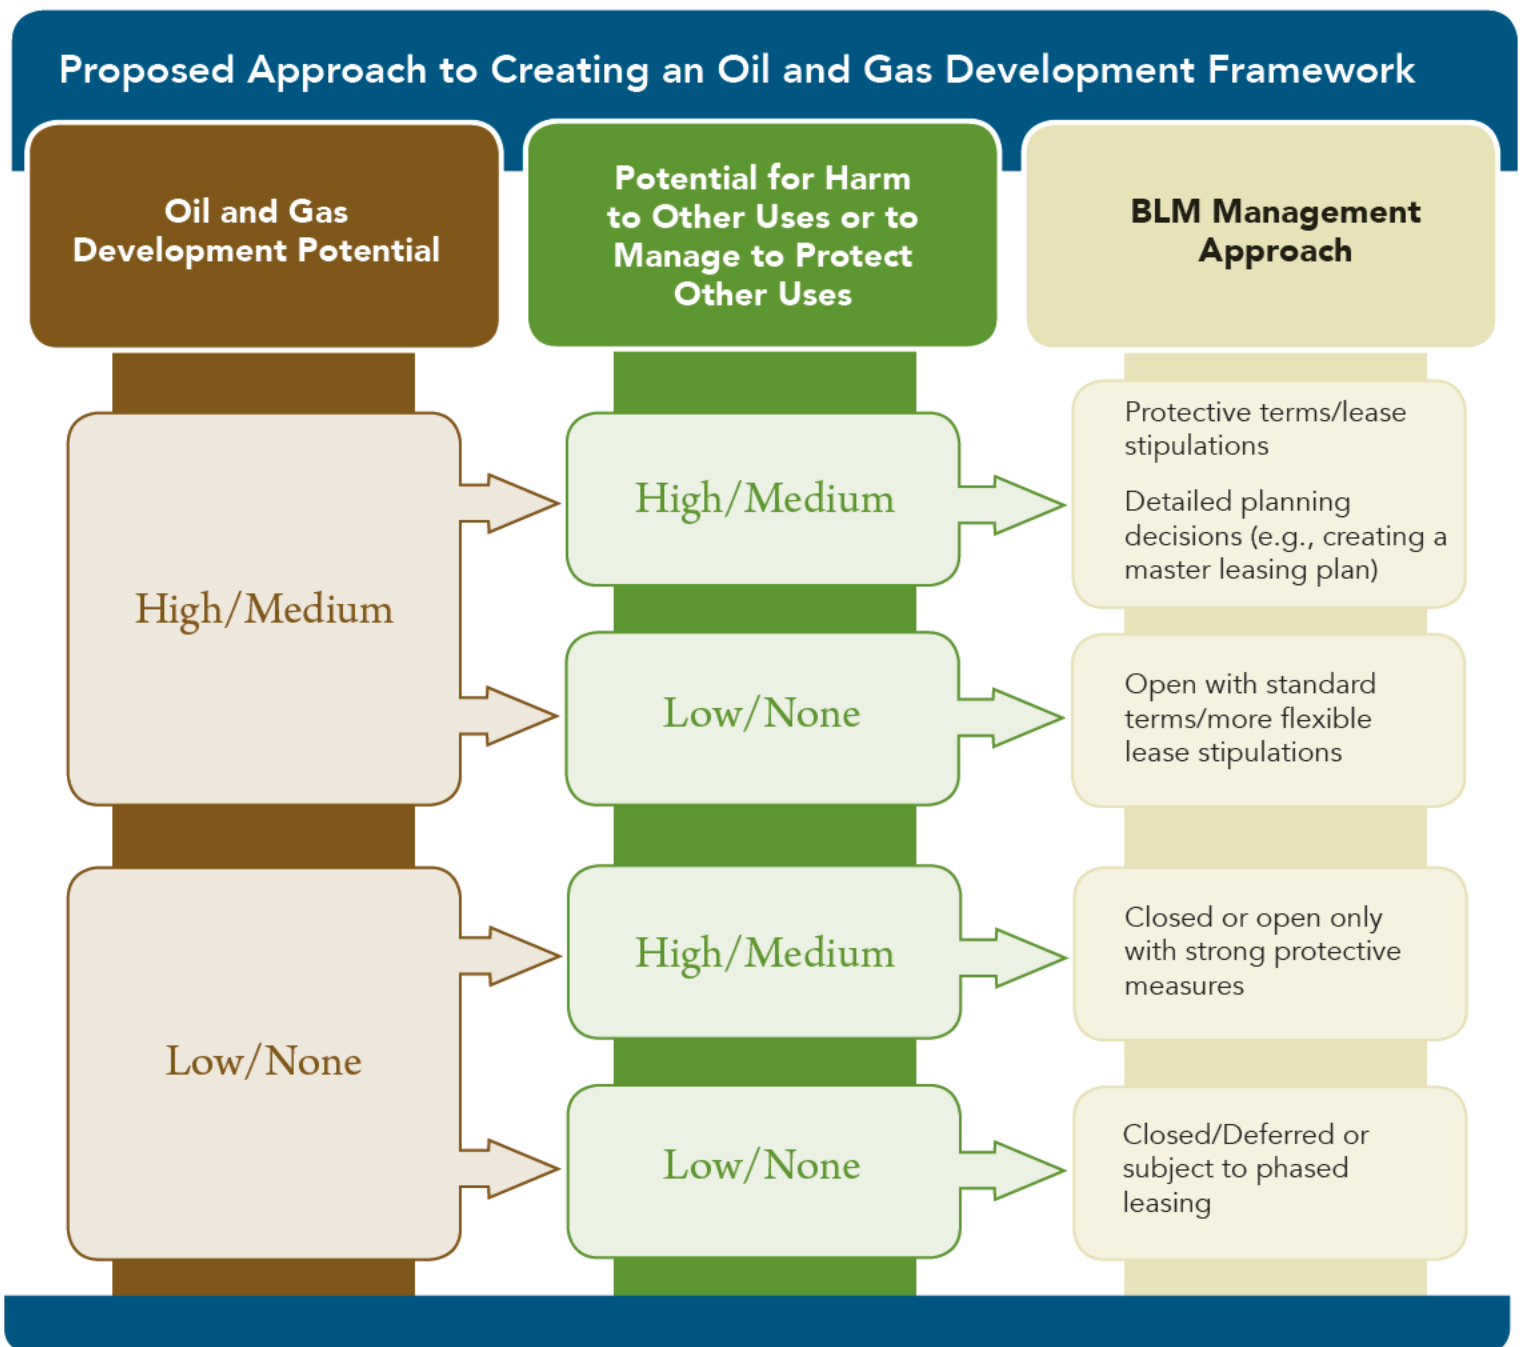 Proposed Approach to Creating an Oil and Gas Development Framework
Oil and Gas
Development Potential
Potential for Harm
to Other Uses or to
Manage to Protect
Other Uses
BLM Management
Approach
High/Medium
High/Medium
Protective terms/lease
stipulations
Detailed planning
decisions (e.g., creating a
master leasing plan)
Low/None
Open with standard
terms/more flexible
lease stipulations
Low/None
High/Medium
Closed or open only
with strong protective
measures
Low/None
Closed/Deferred or
subject to phased
leasing